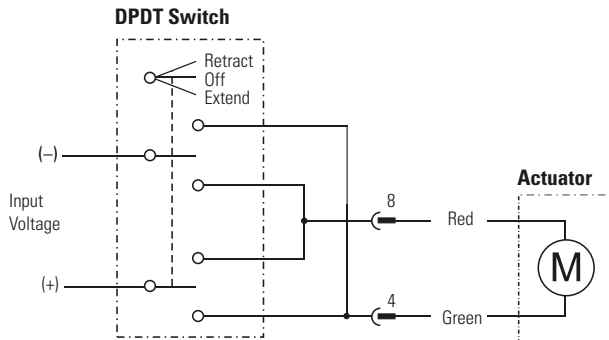 DPDT Switch
Retract
Off
Extend
(–)
Input
Voltage
(+)
8
Red
4
Green
Actuator
M